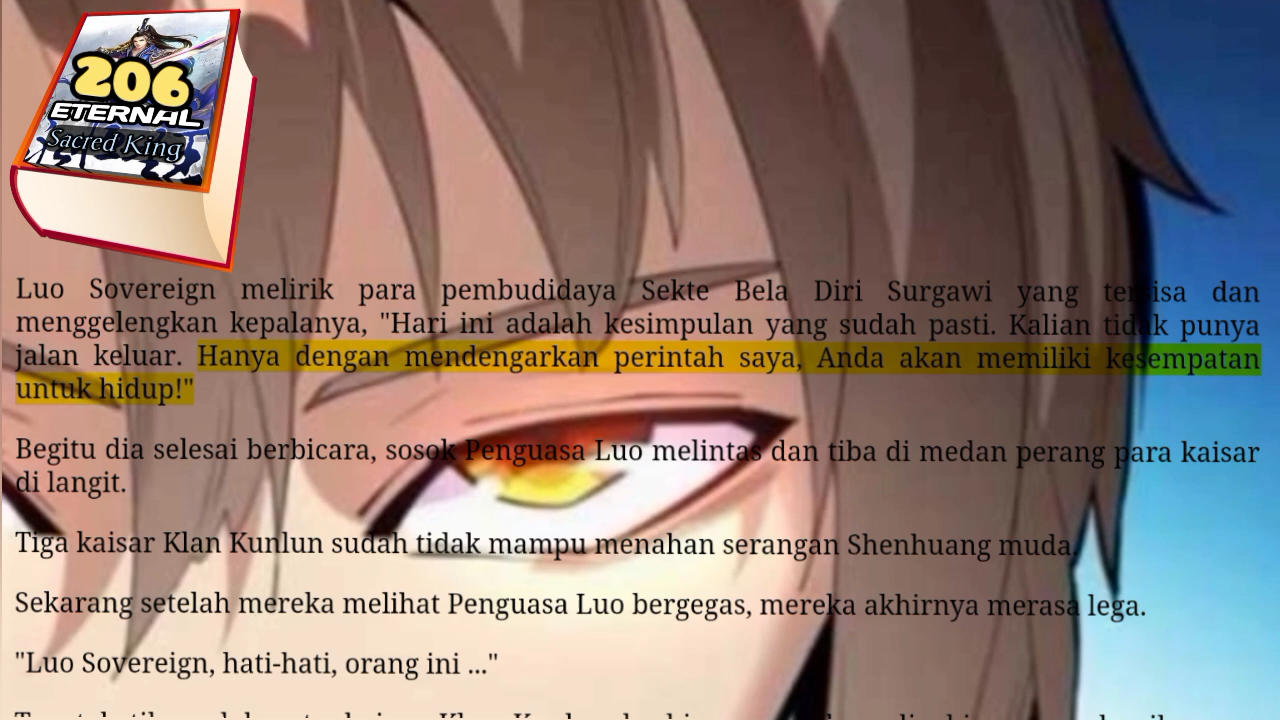 206
ETERNAL
Sacred King
Luo Sovereign melirik para pembudidaya Sekte Bela Diri Surgawi yang tersisa dan
menggelengkan kepalanya, "Hari ini adalah kesimpulan yang sudah pasti. Kalian tidak punya
jalan keluar. Hanya dengan mendengarkan perintah saya, Anda akan memiliki kesempatan
untuk hidup!"
Begitu dia selesai berbicara, sosok Penguasa Luo melintas dan tiba di medan perang para kaisar
di langit.
Tiga kaisar Klan Kunlun sudah tidak mampu menahan serangan Shenhuang muda.
Sekarang setelah mereka melihat Penguasa Luo bergegas, mereka akhirnya merasa lega.
"Luo Sovereign, hati-hati, orang ini ..."